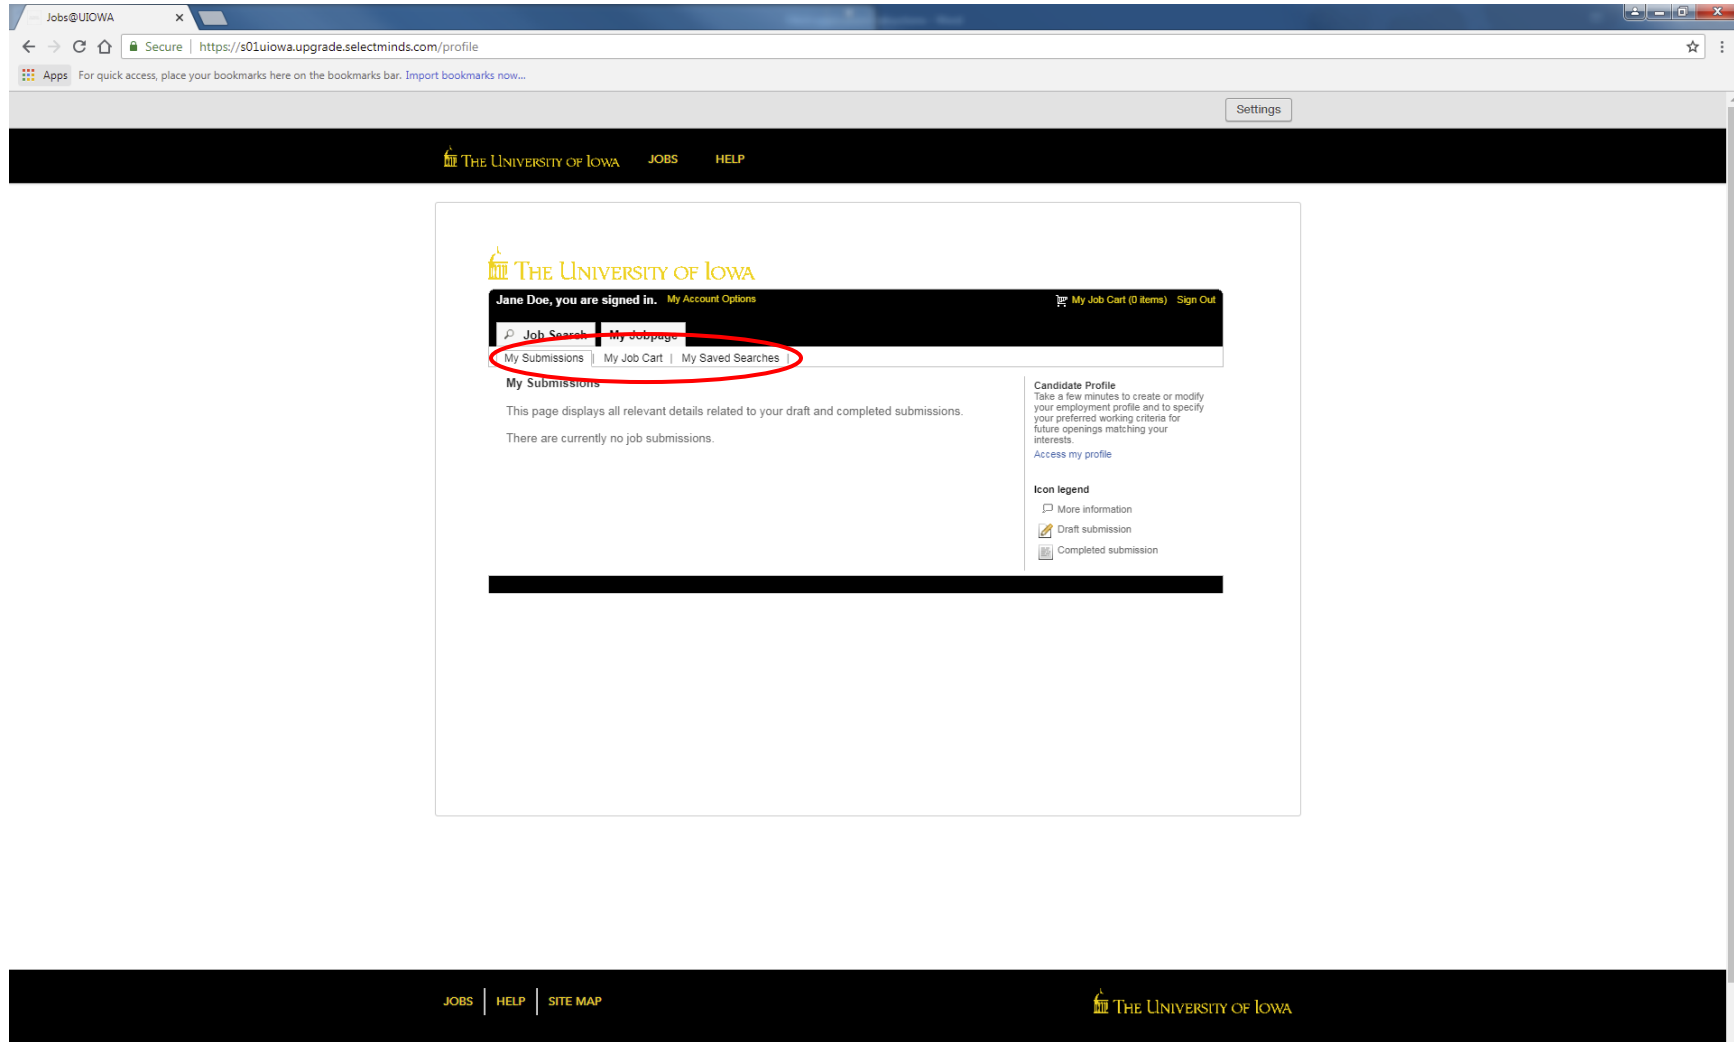 Jobs@UIOWA
Secure | https://s01uiowa.upgrade.selectminds.com/profile
Apps For quick access, place your bookmarks here on the bookmarks bar. Import bookmarks now...
Settings
THE UNIVERSITY OF IOWA JOBS HELP
THE UNIVERSITY OF IOWA
Jane Doe, you are signed in. My Account Options My Job Cart (0 items) Sign Out
Job Search My Jobpage
My Submissions | My Job Cart | My Saved Searches |
My Submissions
This page displays all relevant details related to your draft and completed submissions.
There are currently no job submissions.
Candidate Profile
Take a few minutes to create or modify
your employment profile and to specify
your preferred working criteria for
future openings matching your
interests.
Access my profile
Icon legend
More information
Draft submission
Completed submission
JOBS | HELP | SITE MAP
THE UNIVERSITY OF IOWA